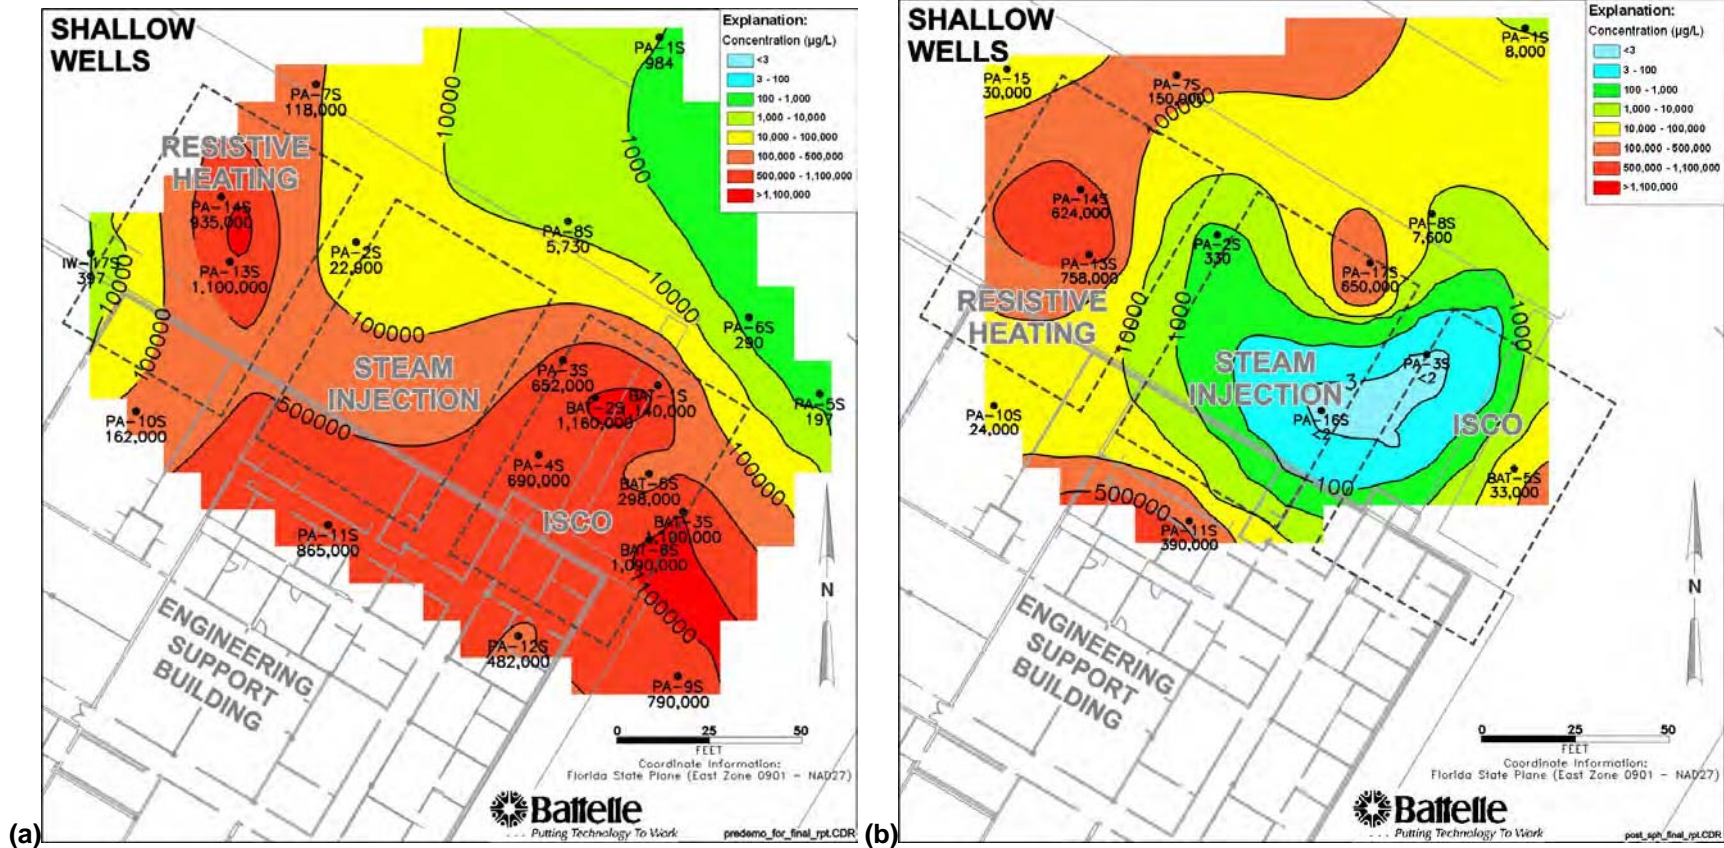 SHALLOW
WELLS
Explanation:
Concentration (µg/L)
<3
3 - 100
100 - 1,000
1,000 - 10,000
10,000 - 100,000
100,000 - 500,000
500,000 - 1,100,000
>1,100,000
PA-1S
984
PA-7S
118,000
10000
1000
RESISTIVE
HEATING
PA-14S
935,000
PA-13S
1,100,000
PA-2S
22,900
PA-8S
5,730
IW-17S
397
10000
100000
100000
10000
PA-6S
290
STEAM
INJECTION
PA-3S
652,000
BAT-1S
BAT-2S
1,160,000
PA-5S
197
PA-10S
162,000
500000
100000
PA-4S
690,000
BAT-5S
298,000
ISCO
BAT-3S
PA-11S
865,000
1,090,000
1100000
PA-12S
482,000
PA-9S
790,000
ENGINEERING
SUPPORT
BUILDING
N
0 25 50
FEET
Coordinate Information:
Florida State Plane (East Zone 0901 - NAD27)
Battelle
. . . Putting Technology To Work
predemo_for_final_rpt.CDR
(a)
SHALLOW
WELLS
Explanation:
Concentration (µg/L)
<3
3 - 100
100 - 1,000
1,000 - 10,000
10,000 - 100,000
100,000 - 500,000
500,000 - 1,100,000
>1,100,000
PA-1S
8,000
PA-15
30,000
PA-7S
150,000
100000
PA-14S
624,000
PA-13S
758,000
PA-2S
330
PA-8S
7,600
PA-17S
650,000
RESISTIVE
HEATING
10000
1000
1000
STEAM
INJECTION
3
PA-3S
<2
PA-16S
<2
ISCO
PA-10S
24,000
BAT-5S
33,000
500000
100
PA-11S
390,000
ENGINEERING
SUPPORT
BUILDING
N
0 25 50
FEET
Coordinate Information:
Florida State Plane (East Zone 0901 - NAD27)
Battelle
. . . Putting Technology To Work
post_sph_final_rpt.CDR
(b)